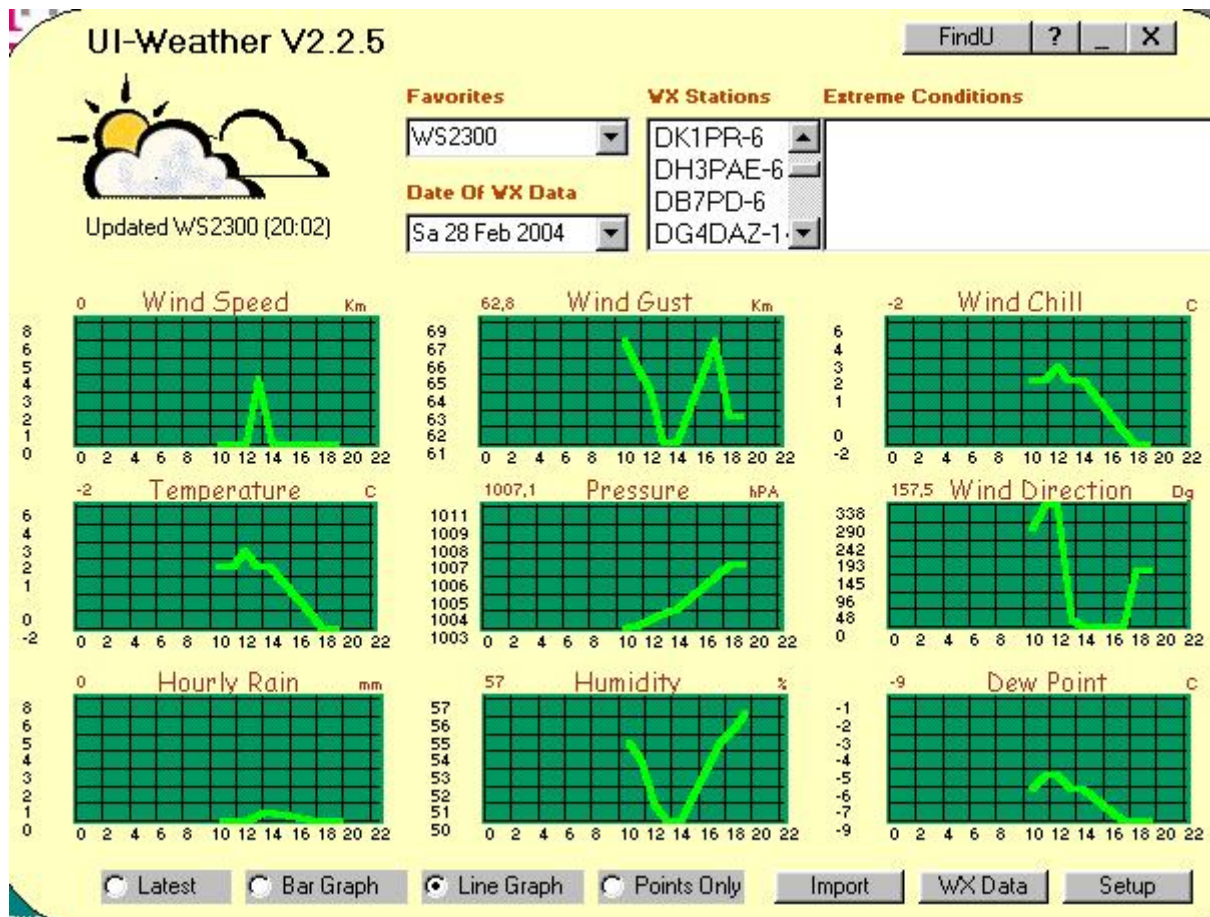 UI-Weather V2.2.5
FindU ? _ X
Favorites
WX Stations
Extreme Conditions
WS2300
DK1PR-6
DH3PAE-6
DB7PD-6
DG4DAZ-1
Date Of WX Data
Sa 28 Feb 2004
Updated WS2300 (20:02)
0 Wind Speed Km
8
6
5
4
3
2
1
0
0 2 4 6 8 10 12 14 16 18 20 22
62,8 Wind Gust Km
69
67
66
65
64
63
62
61
0 2 4 6 8 10 12 14 16 18 20 22
-2 Wind Chill C
6
4
3
2
1
0
-2
0 2 4 6 8 10 12 14 16 18 20 22
-2 Temperature C
6
4
3
2
1
0
-2
0 2 4 6 8 10 12 14 16 18 20 22
1007,1 Pressure hPA
1011
1009
1008
1007
1006
1005
1004
1003
0 2 4 6 8 10 12 14 16 18 20 22
157,5 Wind Direction Dg
338
290
242
193
145
96
48
0
0 2 4 6 8 10 12 14 16 18 20 22
0 Hourly Rain mm
8
6
5
4
3
2
1
0
0 2 4 6 8 10 12 14 16 18 20 22
57 Humidity %
57
56
55
54
53
52
51
50
0 2 4 6 8 10 12 14 16 18 20 22
-9 Dew Point C
-1
-2
-3
-4
-5
-6
-7
-9
0 2 4 6 8 10 12 14 16 18 20 22
Latest
Bar Graph
Line Graph
Points Only
Import
WX Data
Setup